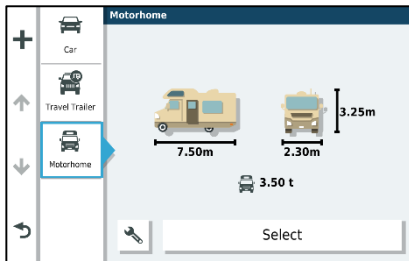 Motorhome
Car
Travel Trailer
Motorhome
3.25m
7.50m
2.30m
3.50 t
Select